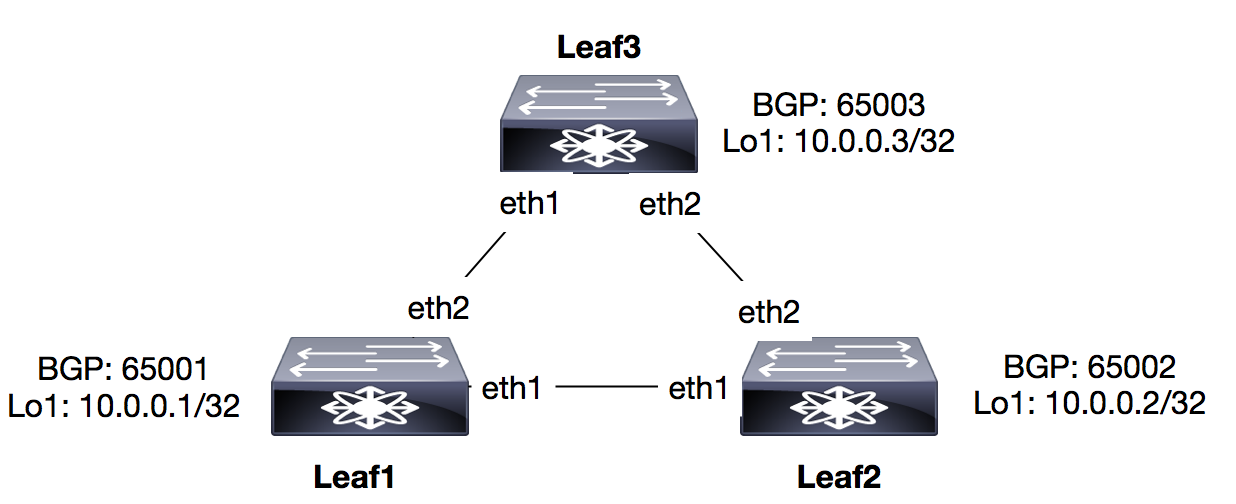 Leaf3
BGP: 65003
Lo1: 10.0.0.3/32
eth1
eth2
eth2
eth2
BGP: 65001
Lo1: 10.0.0.1/32
eth1
eth1
BGP: 65002
Lo1: 10.0.0.2/32
Leaf1
Leaf2